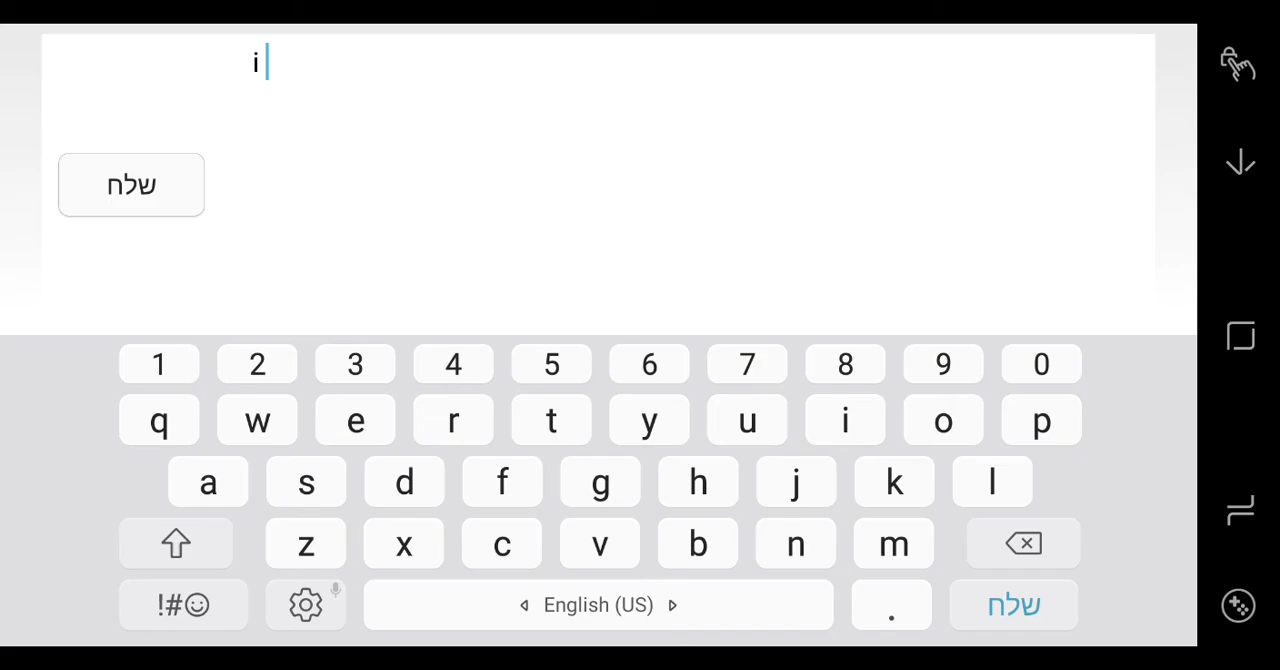 i
שלח
1 2 3 4 5 6 7 8 9 0
q w e r t y u i o p
a s d f g h j k l
z x c v b n m
!#☺ English (US) . שלח